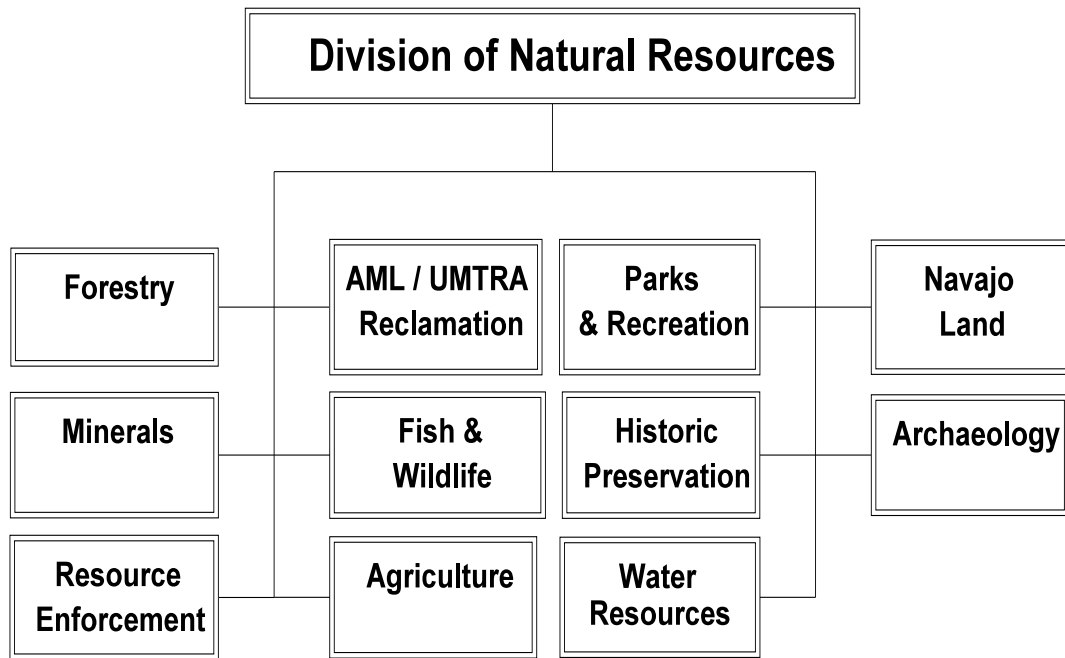 Division of Natural Resources
Forestry
AML / UMTRA
Reclamation
Parks
& Recreation
Navajo
Land
Minerals
Fish &
Wildlife
Historic
Preservation
Archaeology
Resource
Enforcement
Agriculture
Water
Resources